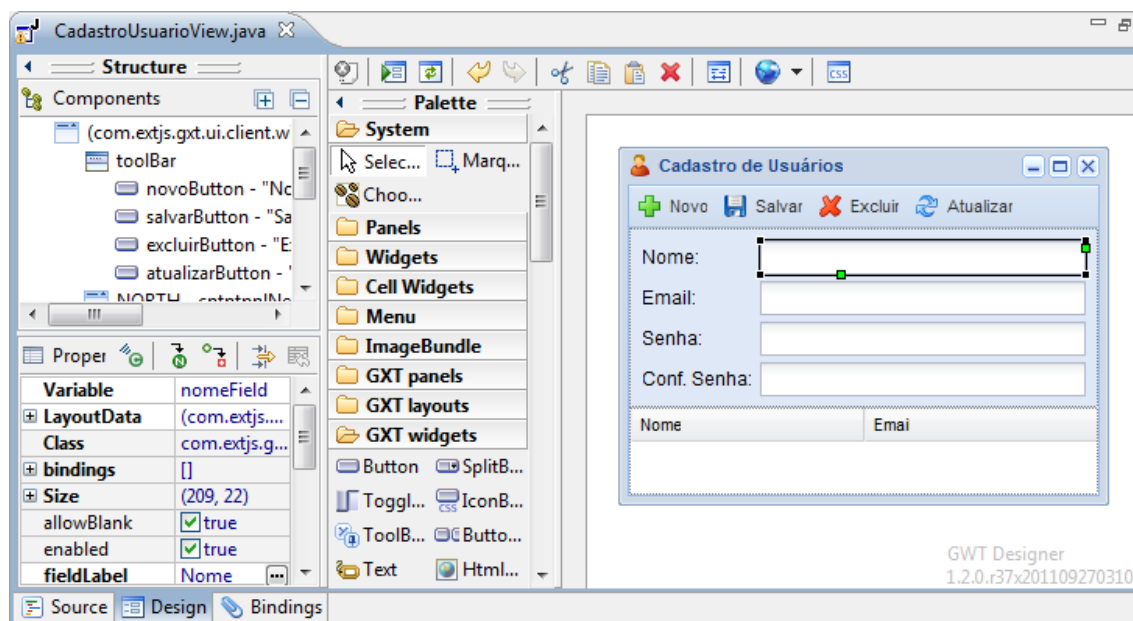 CadastroUsuarioView.java
Structure
Components
(com.extjs.gxt.ui.client.w
toolBar
novoButton - "Nc
salvarButton - "Sa
excluirButton - "E
atualizarButton - '
NORTH
Proper
Variable nomeField
LayoutData (com.extjs....
Class com.extjs.g...
bindings []
Size (209, 22)
allowBlank true
enabled true
fieldLabel Nome ...
Palette
System
Selec... Marq...
Choo...
Panels
Widgets
Cell Widgets
Menu
ImageBundle
GXT panels
GXT layouts
GXT widgets
Button SplitB...
Toggl... IconB...
ToolB... Butto...
Text Html...
CSS
Cadastro de Usuários
Novo Salvar Excluir Atualizar
Nome:
Email:
Senha:
Conf. Senha:
Nome Emai
GWT Designer
1.2.0.r37x201109270310
Source Design Bindings